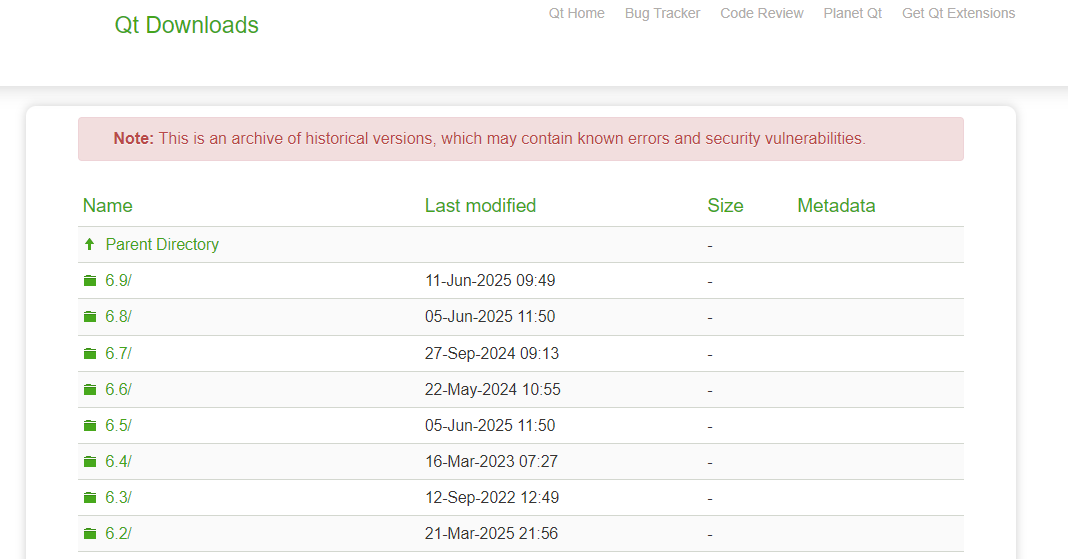 Qt Downloads
Qt Home Bug Tracker Code Review Planet Qt Get Qt Extensions
Note: This is an archive of historical versions, which may contain known errors and security vulnerabilities.
Name Last modified Size Metadata
Parent Directory -
6.9/ 11-Jun-2025 09:49 -
6.8/ 05-Jun-2025 11:50 -
6.7/ 27-Sep-2024 09:13 -
6.6/ 22-May-2024 10:55 -
6.5/ 05-Jun-2025 11:50 -
6.4/ 16-Mar-2023 07:27 -
6.3/ 12-Sep-2022 12:49 -
6.2/ 21-Mar-2025 21:56 -